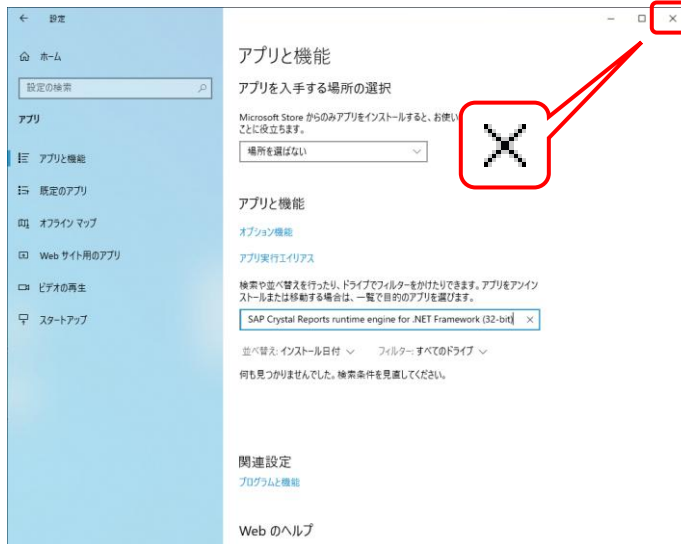 設定
ホーム
設定の検索
アプリ
アプリと機能
既定のアプリ
オフライン マップ
Web サイト用のアプリ
ビデオの再生
スタートアップ
アプリと機能
アプリを入手する場所の選択
Microsoft Store からのみアプリをインストールすると、お使い
ことに役立ちます。
場所を選ばない
アプリと機能
オプション機能
アプリ実行エイリアス
検索や並べ替えを行ったり、ドライブでフィルターをかけたりできます。アプリをアンイン
ストールまたは移動する場合は、一覧で目的のアプリを選びます。
SAP Crystal Reports runtime engine for .NET Framework (32-bit)
並べ替え: インストール日付 フィルター: すべてのドライブ
何も見つかりませんでした。検索条件を見直してください。
関連設定
プログラムと機能
Web のヘルプ